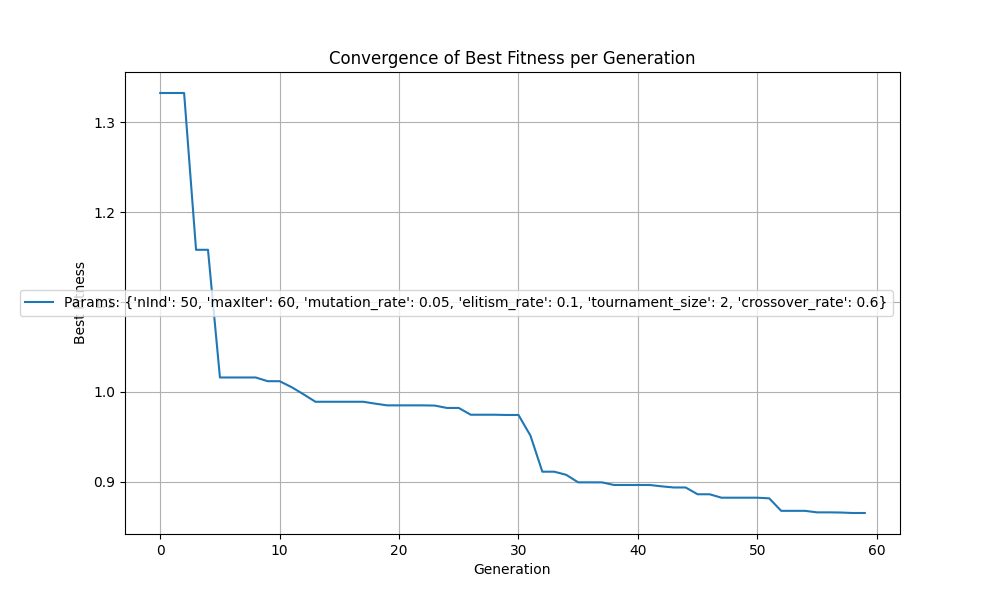 Convergence of Best Fitness per Generation
1.3
1.2
Params: {'nInd': 50, 'maxIter': 60, 'mutation_rate': 0.05, 'elitism_rate': 0.1, 'tournament_size': 2, 'crossover_rate': 0.6}
1.0
0.9
Best
0 10 20 30 40 50 60
Generation